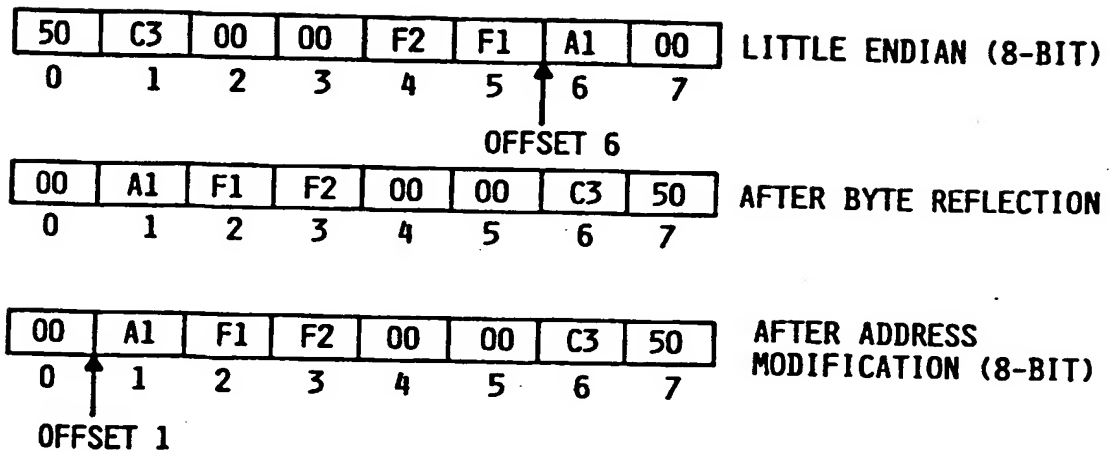 50 C3 00 00 F2 F1 A1 00 LITTLE ENDIAN (8-BIT)
0 1 2 3 4 5 6 7
OFFSET 6
00 A1 F1 F2 00 00 C3 50 AFTER BYTE REFLECTION
0 1 2 3 4 5 6 7
00 A1 F1 F2 00 00 C3 50 AFTER ADDRESS
MODIFICATION (8-BIT)
0 1 2 3 4 5 6 7
OFFSET 1